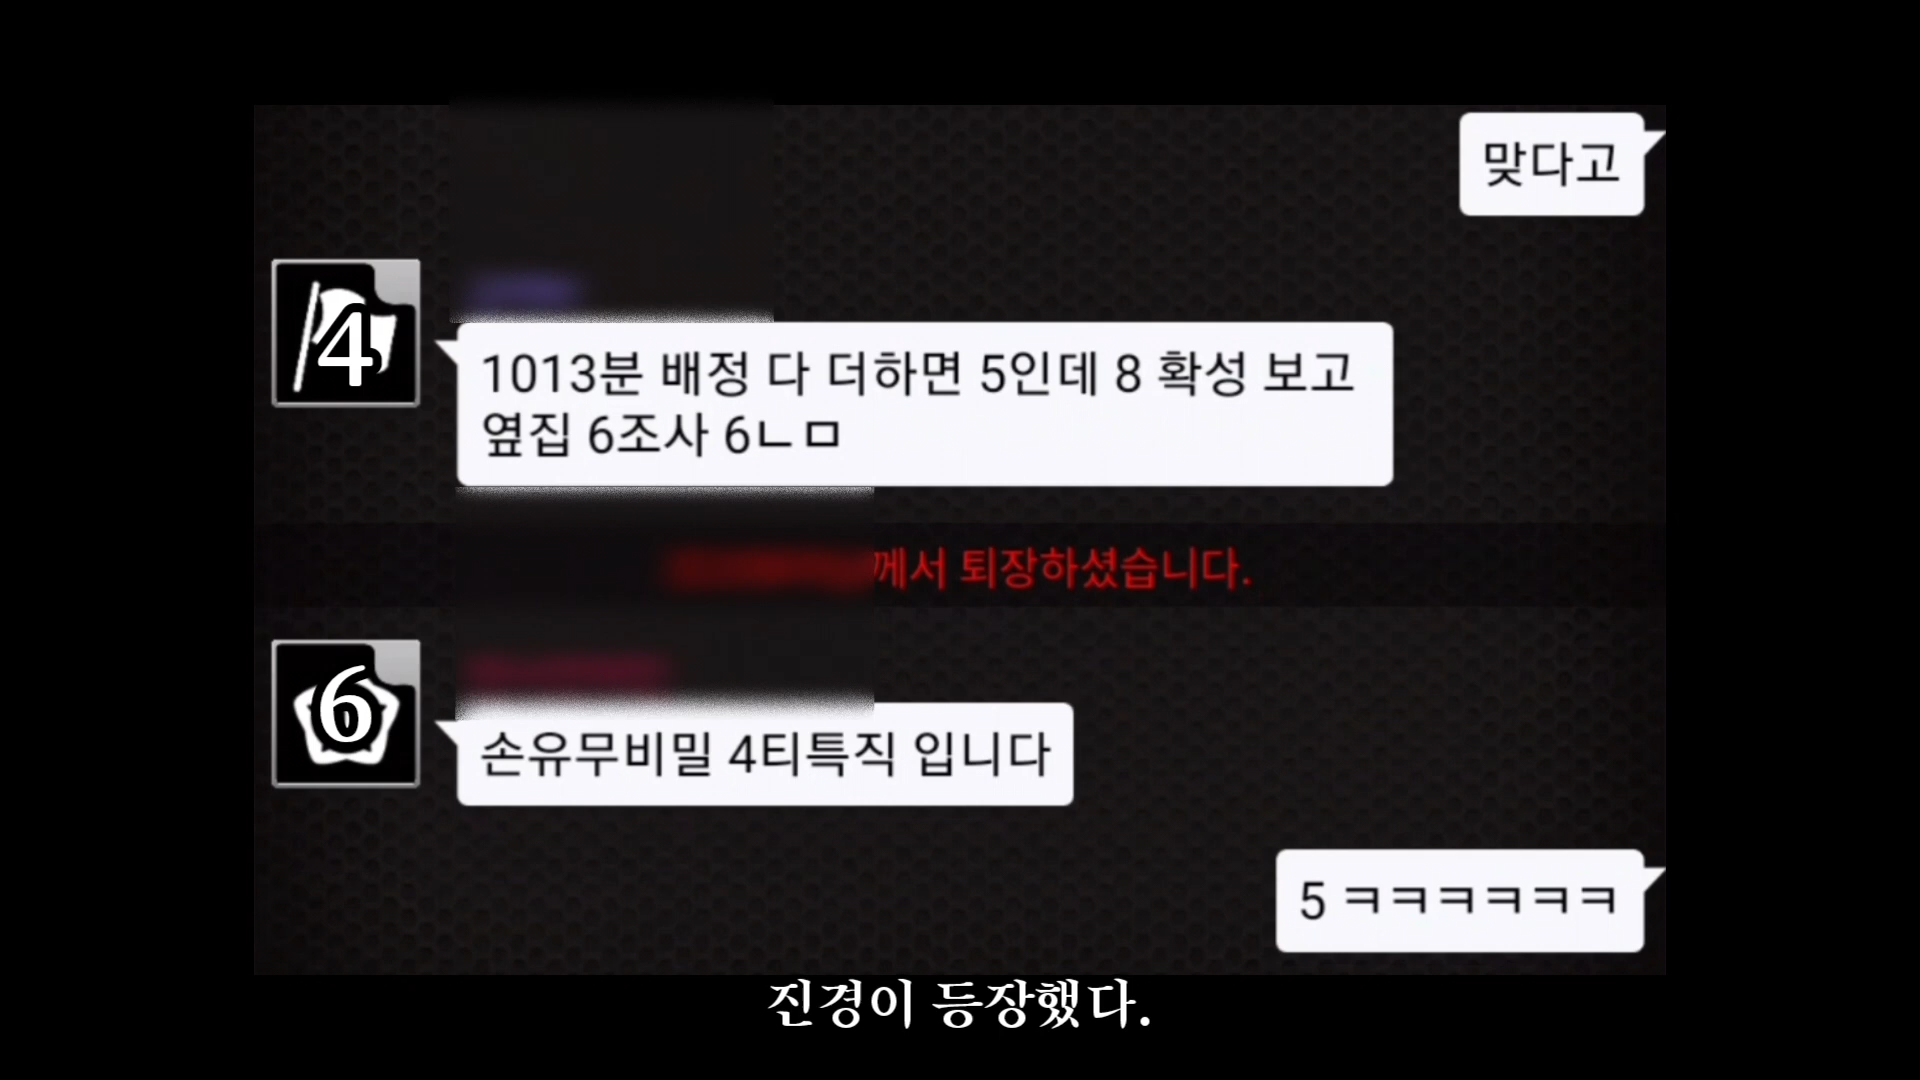 맞다고
4
1013분 배정 다 더하면 5인데 8 확성 보고
옆집 6조사 6ㄴㅁ
께서 퇴장하셨습니다.
6
손유무비밀 4티특직 입니다
5 ㅋㅋㅋㅋㅋㅋ
진경이 등장했다.